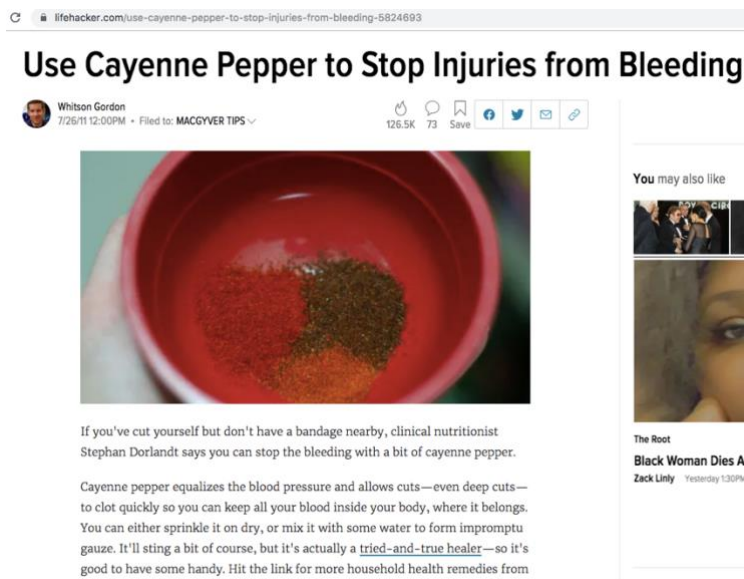 lifehacker.com/use-cayenne-pepper-to-stop-injuries-from-bleeding-5824693
Use Cayenne Pepper to Stop Injuries from Bleeding
Whitson Gordon
7/26/11 12:00PM • Filed to: MACGYVER TIPS
126.5K 73 Save
You may also like
If you've cut yourself but don't have a bandage nearby, clinical nutritionist
Stephan Dorlandt says you can stop the bleeding with a bit of cayenne pepper.
Cayenne pepper equalizes the blood pressure and allows cuts—even deep cuts—
to clot quickly so you can keep all your blood inside your body, where it belongs.
You can either sprinkle it on dry, or mix it with some water to form impromptu
gauze. It'll sting a bit of course, but it's actually a tried-and-true healer—so it's
good to have some handy. Hit the link for more household health remedies from
The Root
Black Woman Dies A
Zack Linly Yesterday 1:30PM